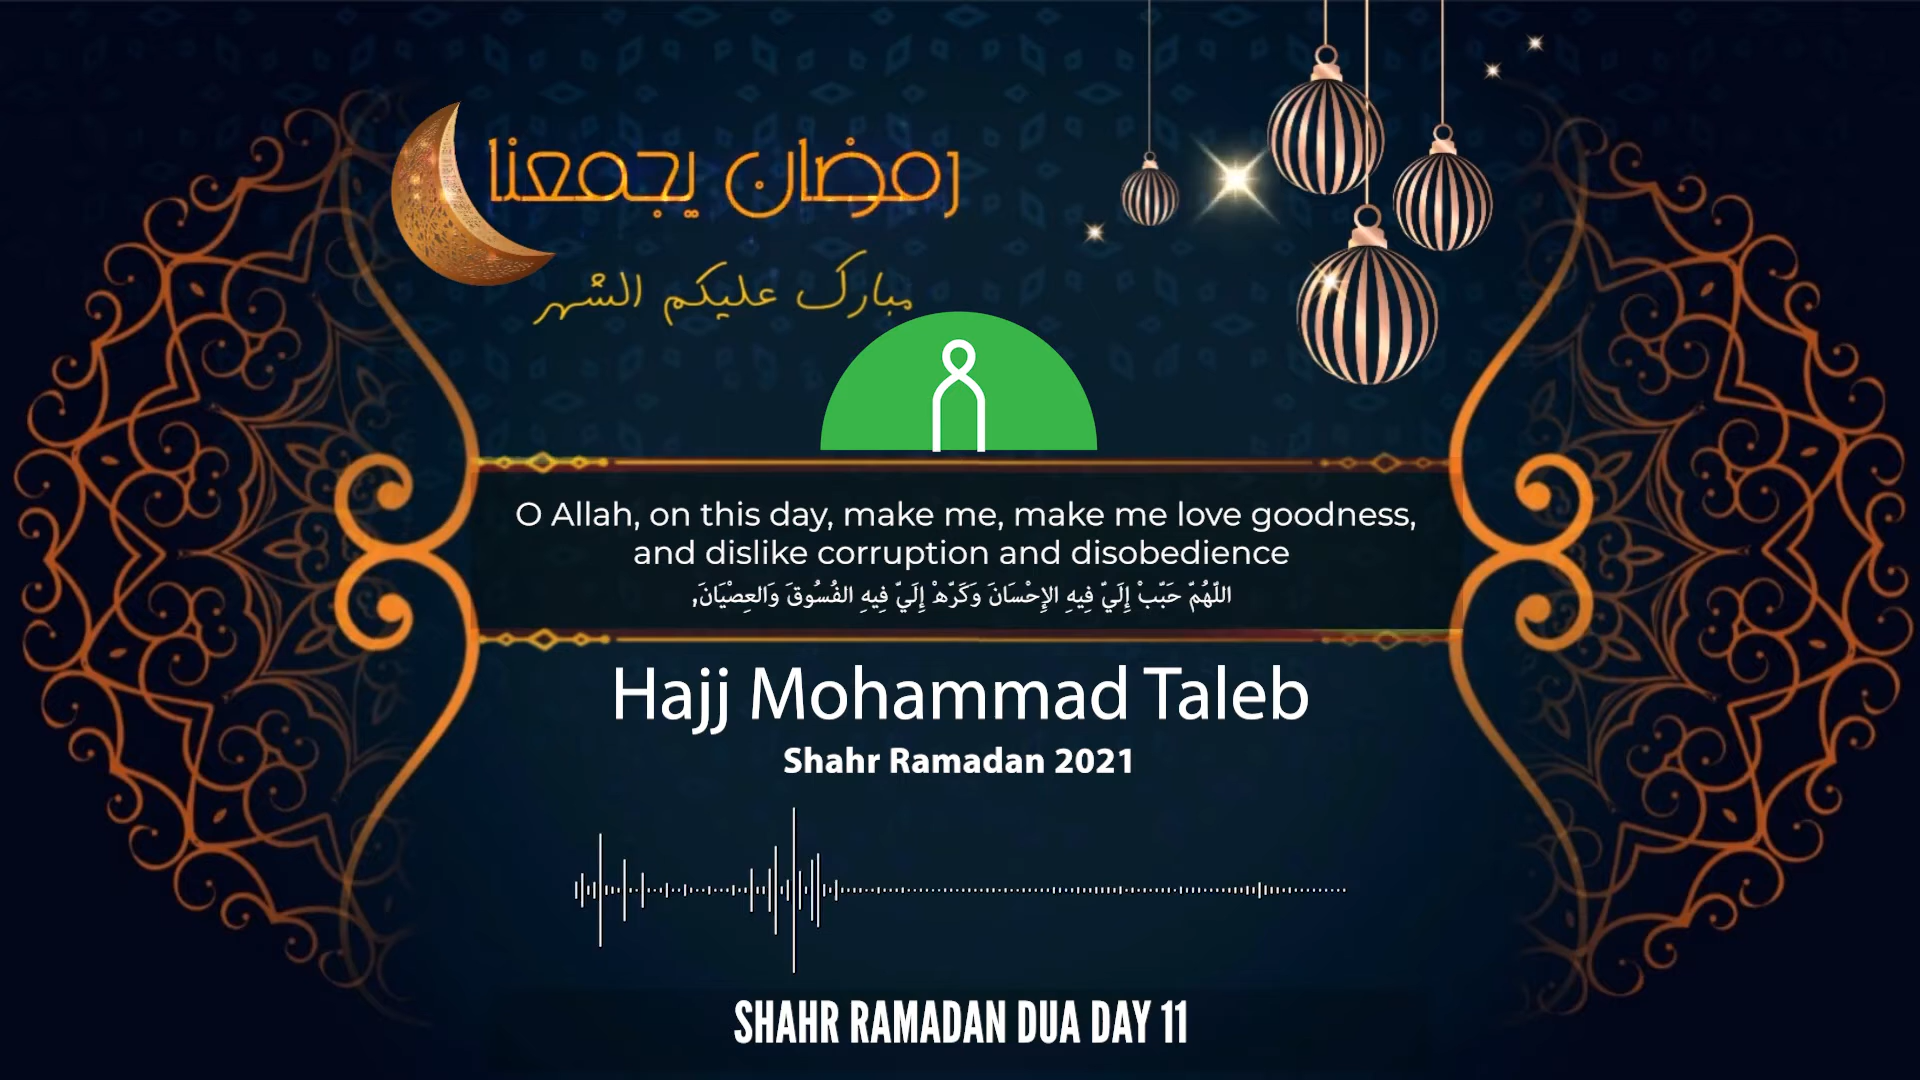 رمضان يجمعنا
مبارك عليكم الشهر
O Allah, on this day, make me, make me love goodness,
and dislike corruption and disobedience
اللّهُمّ حَبّبْ إِلَيّ فِيهِ الإِحْسَانَ وَكَرّهْ إِلَيّ فِيهِ الفُسُوقَ وَالعِصْيَانَ,
Hajj Mohammad Taleb
Shahr Ramadan 2021
SHAHR RAMADAN DUA DAY 11